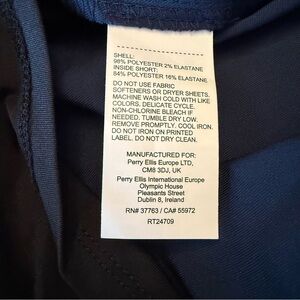 SHELL:
98% POLYESTER 2% ELASTANE
INSIDE SHORT:
84% POLYESTER 16% ELASTANE
DO NOT USE FABRIC
SOFTENERS OR DRYER SHEETS.
MACHINE WASH COLD WITH LIKE
COLORS. DELICATE CYCLE.
NON-CHLORINE BLEACH IF
NEEDED. TUMBLE DRY LOW.
REMOVE PROMPTLY. COOL IRON.
DO NOT IRON ON PRINTED
LABEL. DO NOT DRY CLEAN.
MANUFACTURED FOR:
Perry Ellis Europe LTD,
CM8 3DJ, UK
Perry Ellis International Europe
Olympic House
Pleasants Street
Dublin 8, Ireland
RN# 37763 / CA# 55972
RT24709